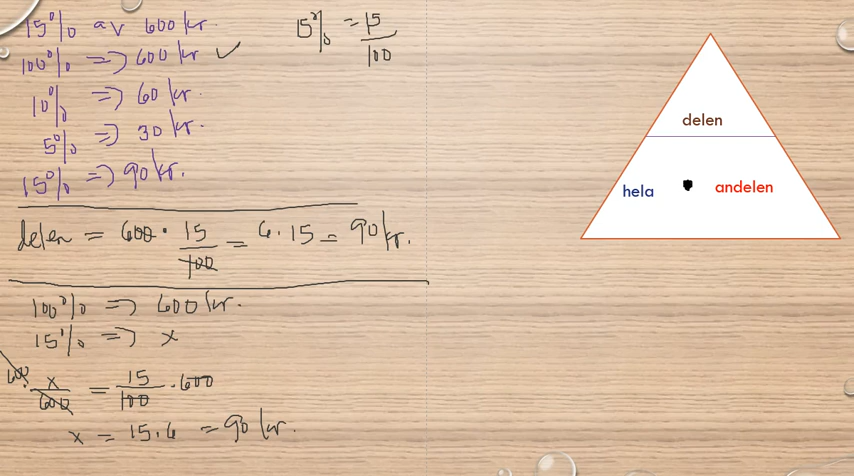 15% av 600 kr.
15% = 15/100
100% => 600 kr ✓
10% => 60 kr.
5% => 30 kr.
15% => 90 kr.
delen = 600 · 15/100 = 6 · 15 = 90 kr.
100% => 600 kr.
15% => x
600 · x/600 = 15/100 · 600
x = 15 · 6 = 90 kr.
delen
hela · andelen